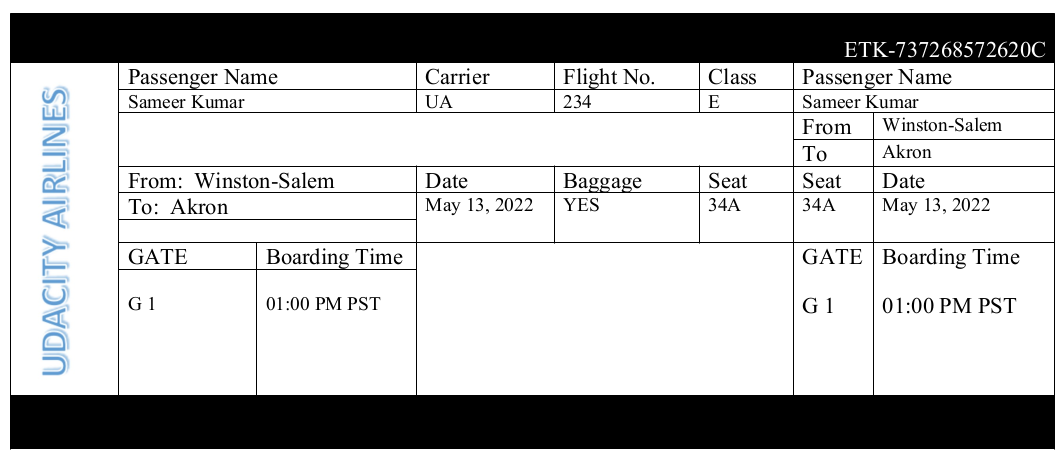 ETK-737268572620C
UDACITY AIRLINES
Passenger Name Carrier Flight No. Class Passenger Name
Sameer Kumar UA 234 E Sameer Kumar
From Winston-Salem
To Akron
From: Winston-Salem Date Baggage Seat Seat Date
To: Akron May 13, 2022 YES 34A 34A May 13, 2022
GATE Boarding Time GATE Boarding Time
G 1 01:00 PM PST G 1 01:00 PM PST